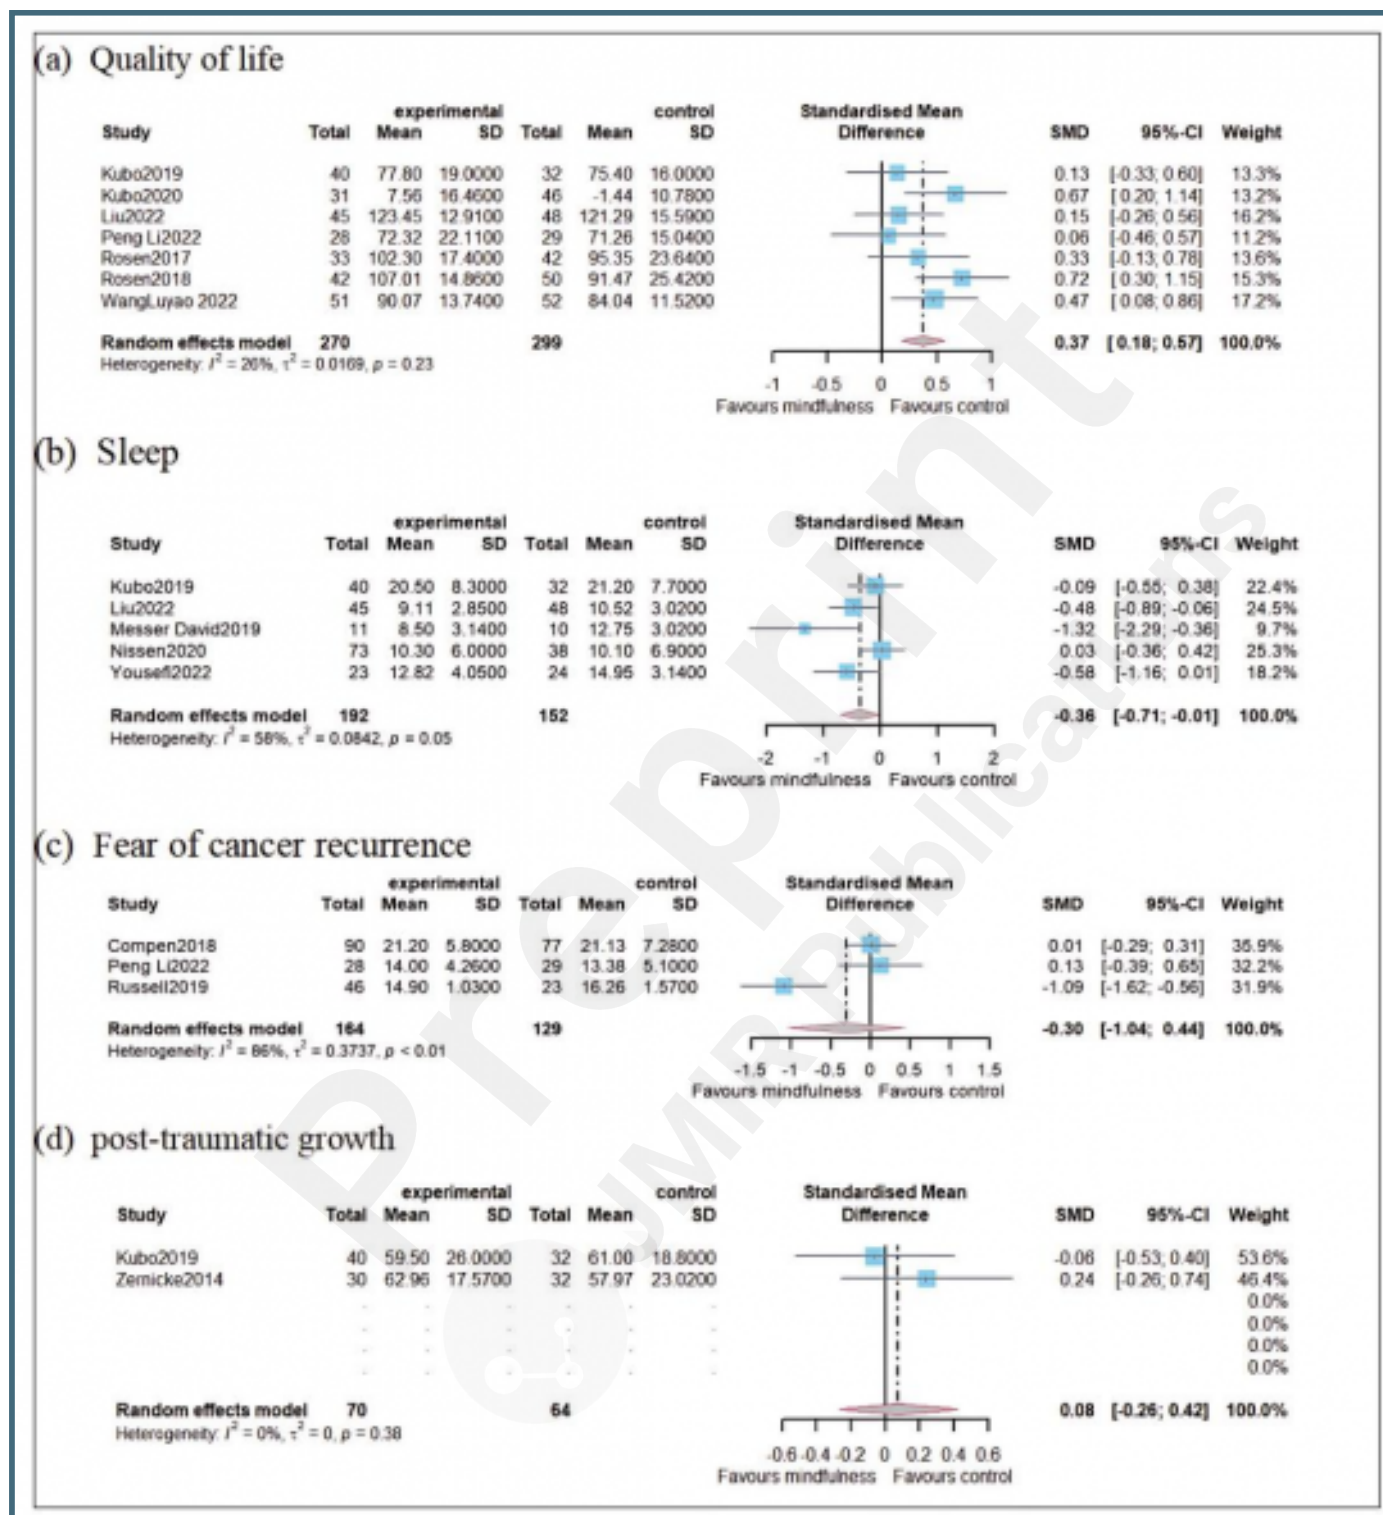 (a) Quality of life
experimental control Standardised Mean
Study Total Mean SD Total Mean SD Difference SMD 95%-CI Weight
Kubo2019 40 77.80 19.0000 32 75.40 16.0000 0.13 [-0.33; 0.60] 13.3%
Kubo2020 31 7.56 16.4600 46 -1.44 10.7800 0.67 [ 0.20; 1.14] 13.2%
Liu2022 45 123.45 12.9100 48 121.29 15.5900 0.15 [-0.26; 0.56] 16.2%
Peng Li2022 28 72.32 22.1100 29 71.26 15.0400 0.06 [-0.46; 0.57] 11.2%
Rosen2017 33 102.30 17.4000 42 95.35 23.6400 0.33 [-0.13; 0.78] 13.6%
Rosen2018 42 107.01 14.8600 50 91.47 25.4200 0.72 [ 0.30; 1.15] 15.3%
WangLuyao 2022 51 90.07 13.7400 52 84.04 11.5200 0.47 [ 0.08; 0.86] 17.2%
Random effects model 270 299 0.37 [ 0.18; 0.57] 100.0%
Heterogeneity: I² = 26%, τ² = 0.0169, p = 0.23
-1 -0.5 0 0.5 1
Favours mindfulness Favours control
(b) Sleep
experimental control Standardised Mean
Study Total Mean SD Total Mean SD Difference SMD 95%-CI Weight
Kubo2019 40 20.50 8.3000 32 21.20 7.7000 -0.09 [-0.55; 0.38] 22.4%
Liu2022 45 9.11 2.8500 48 10.52 3.0200 -0.48 [-0.89; -0.06] 24.5%
Messer David2019 11 8.50 3.1400 10 12.75 3.0200 -1.32 [-2.29; -0.36] 9.7%
Nissen2020 73 10.30 6.0000 38 10.10 6.9000 0.03 [-0.36; 0.42] 25.3%
Yousefi2022 23 12.82 4.0500 24 14.95 3.1400 -0.58 [-1.16; 0.01] 18.2%
Random effects model 192 152 -0.36 [-0.71; -0.01] 100.0%
Heterogeneity: I² = 58%, τ² = 0.0842, p = 0.05
-2 -1 0 1 2
Favours mindfulness Favours control
(c) Fear of cancer recurrence
experimental control Standardised Mean
Study Total Mean SD Total Mean SD Difference SMD 95%-CI Weight
Compen2018 90 21.20 5.8000 77 21.13 7.2800 0.01 [-0.29; 0.31] 35.9%
Peng Li2022 28 14.00 4.2600 29 13.38 5.1000 0.13 [-0.39; 0.65] 32.2%
Russell2019 46 14.90 1.0300 23 16.26 1.5700 -1.09 [-1.62; -0.56] 31.9%
Random effects model 164 129 -0.30 [-1.04; 0.44] 100.0%
Heterogeneity: I² = 86%, τ² = 0.3737, p < 0.01
-1.5 -1 -0.5 0 0.5 1 1.5
Favours mindfulness Favours control
(d) post-traumatic growth
experimental control Standardised Mean
Study Total Mean SD Total Mean SD Difference SMD 95%-CI Weight
Kubo2019 40 59.50 26.0000 32 61.00 18.8000 -0.06 [-0.53; 0.40] 53.6%
Zernicke2014 30 62.96 17.5700 32 57.97 23.0200 0.24 [-0.26; 0.74] 46.4%
. . . . . . 0.0%
. . . . . . 0.0%
. . . . . . 0.0%
. . . . . . 0.0%
Random effects model 70 64 0.08 [-0.26; 0.42] 100.0%
Heterogeneity: I² = 0%, τ² = 0, p = 0.38
-0.6 -0.4 -0.2 0 0.2 0.4 0.6
Favours mindfulness Favours control
Preprint
JMIR Publications